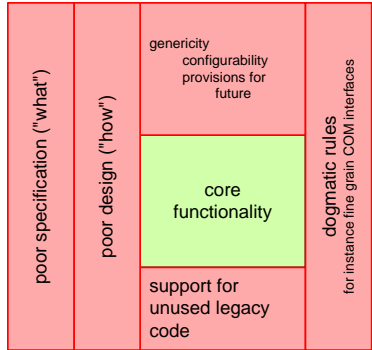 poor specification ("what")
poor design ("how")
genericity
configurability
provisions for
future
core
functionality
support for
unused legacy
code
dogmatic rules
for instance fine grain COM interfaces